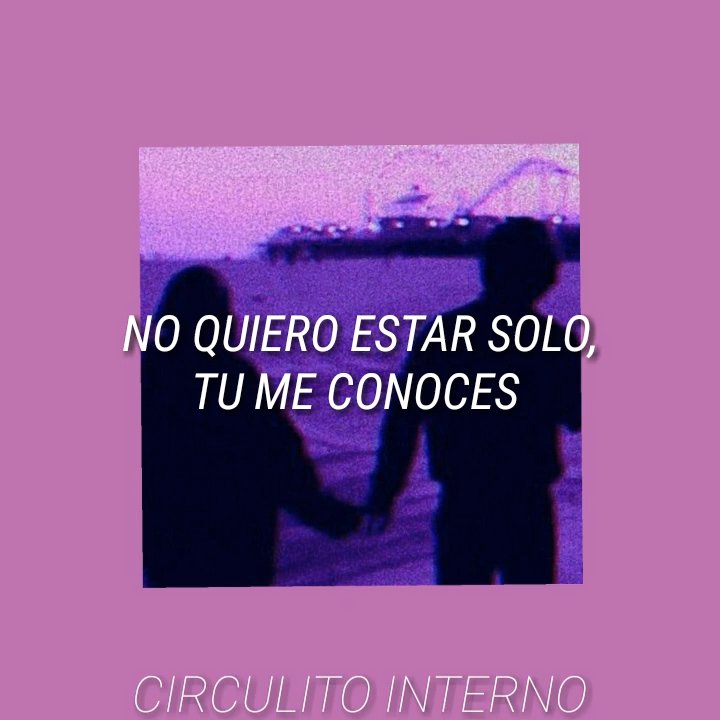 NO QUIERO ESTAR SOLO,
TU ME CONOCES
CIRCULITO INTERNO